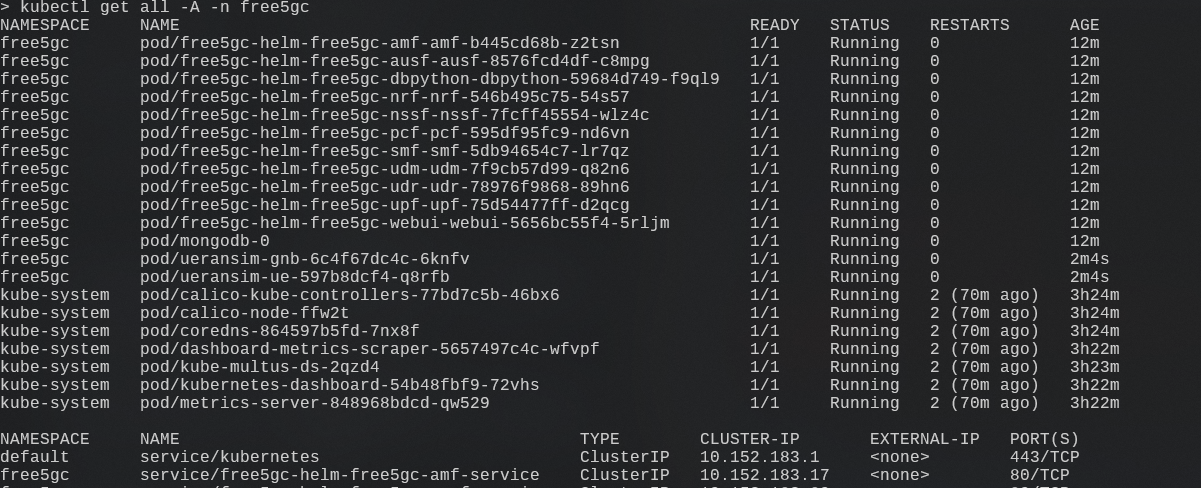 > kubectl get all -A -n free5gc
NAMESPACE NAME READY STATUS RESTARTS AGE
free5gc pod/free5gc-helm-free5gc-amf-amf-b445cd68b-z2tsn 1/1 Running 0 12m
free5gc pod/free5gc-helm-free5gc-ausf-ausf-8576fcd4df-c8mpg 1/1 Running 0 12m
free5gc pod/free5gc-helm-free5gc-dbpython-dbpython-59684d749-f9ql9 1/1 Running 0 12m
free5gc pod/free5gc-helm-free5gc-nrf-nrf-546b495c75-54s57 1/1 Running 0 12m
free5gc pod/free5gc-helm-free5gc-nssf-nssf-7fcff45554-wlz4c 1/1 Running 0 12m
free5gc pod/free5gc-helm-free5gc-pcf-pcf-595df95fc9-nd6vn 1/1 Running 0 12m
free5gc pod/free5gc-helm-free5gc-smf-smf-5db94654c7-lr7qz 1/1 Running 0 12m
free5gc pod/free5gc-helm-free5gc-udm-udm-7f9cb57d99-q82n6 1/1 Running 0 12m
free5gc pod/free5gc-helm-free5gc-udr-udr-78976f9868-89hn6 1/1 Running 0 12m
free5gc pod/free5gc-helm-free5gc-upf-upf-75d54477ff-d2qcg 1/1 Running 0 12m
free5gc pod/free5gc-helm-free5gc-webui-webui-5656bc55f4-5rljm 1/1 Running 0 12m
free5gc pod/mongodb-0 1/1 Running 0 12m
free5gc pod/ueransim-gnb-6c4f67dc4c-6knfv 1/1 Running 0 2m4s
free5gc pod/ueransim-ue-597b8dcf4-q8rfb 1/1 Running 0 2m4s
kube-system pod/calico-kube-controllers-77bd7c5b-46bx6 1/1 Running 2 (70m ago) 3h24m
kube-system pod/calico-node-ffw2t 1/1 Running 2 (70m ago) 3h24m
kube-system pod/coredns-864597b5fd-7nx8f 1/1 Running 2 (70m ago) 3h24m
kube-system pod/dashboard-metrics-scraper-5657497c4c-wfvpf 1/1 Running 2 (70m ago) 3h22m
kube-system pod/kube-multus-ds-2qzd4 1/1 Running 2 (70m ago) 3h23m
kube-system pod/kubernetes-dashboard-54b48fbf9-72vhs 1/1 Running 2 (70m ago) 3h22m
kube-system pod/metrics-server-848968bdcd-qw529 1/1 Running 2 (70m ago) 3h22m
NAMESPACE NAME TYPE CLUSTER-IP EXTERNAL-IP PORT(S)
default service/kubernetes ClusterIP 10.152.183.1 <none> 443/TCP
free5gc service/free5gc-helm-free5gc-amf-service ClusterIP 10.152.183.17 <none> 80/TCP